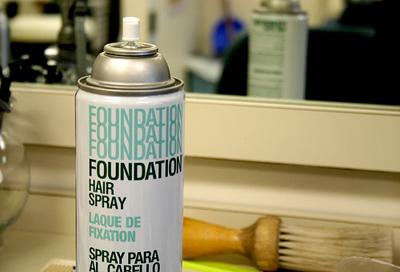 FOUNDATION
FOUNDATION
FOUNDATION
FOUNDATION
HAIR
SPRAY
LAQUE DE
FIXATION
SPRAY PARA
AL CABELLO